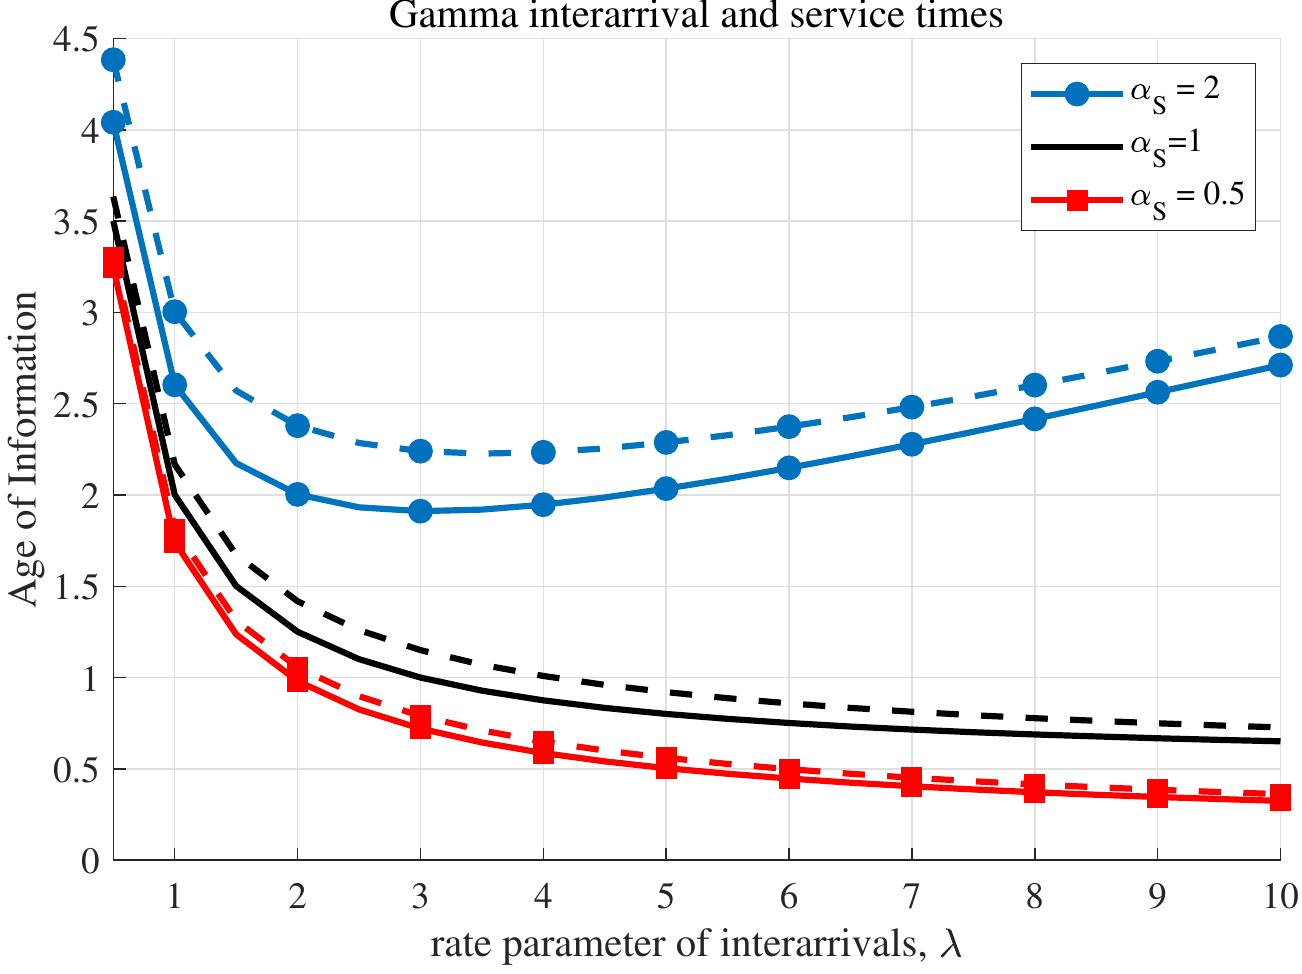 Gamma interarrival and service times
4.5
4
3.5
3
2.5
2
1.5
1
0.5
0
Age of Information
α_S = 2
α_S=1
α_S = 0.5
1 2 3 4 5 6 7 8 9 10
rate parameter of interarrivals, λ